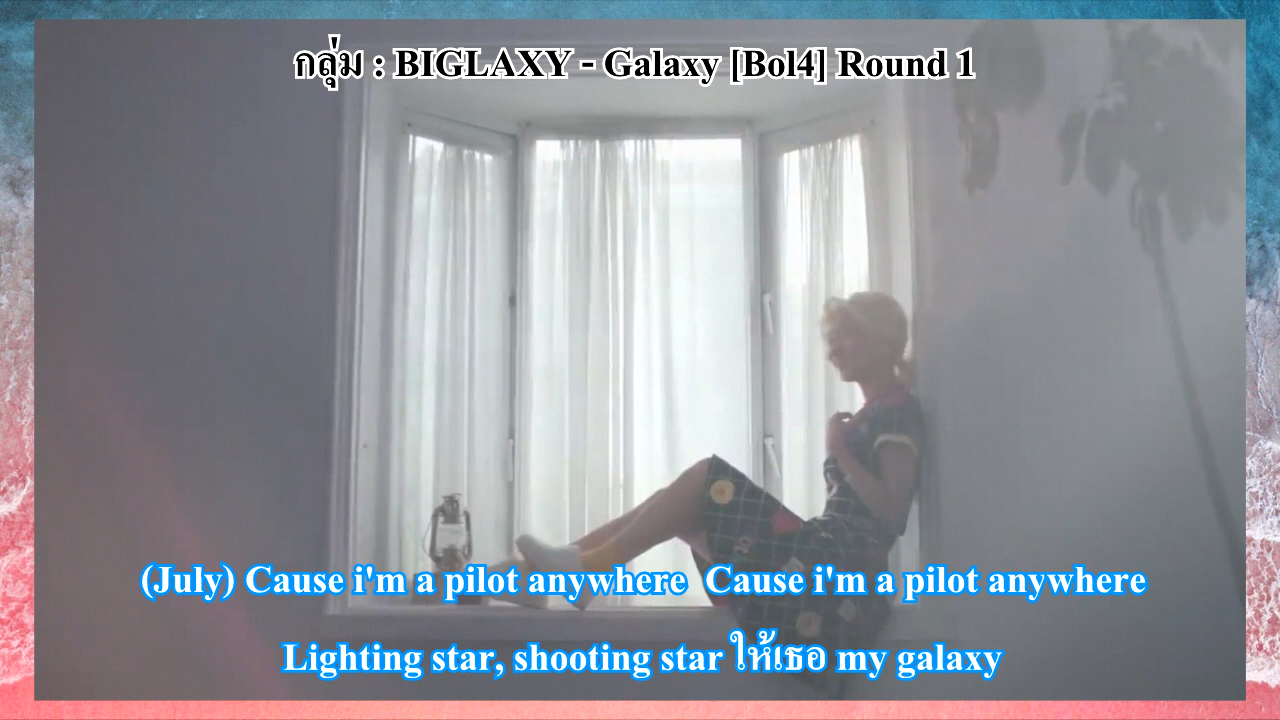 กลุ่ม : BIGLAXY - Galaxy [Bol4] Round 1
(July) Cause i'm a pilot anywhere  Cause i'm a pilot anywhere
Lighting star, shooting star ให้เธอ my galaxy